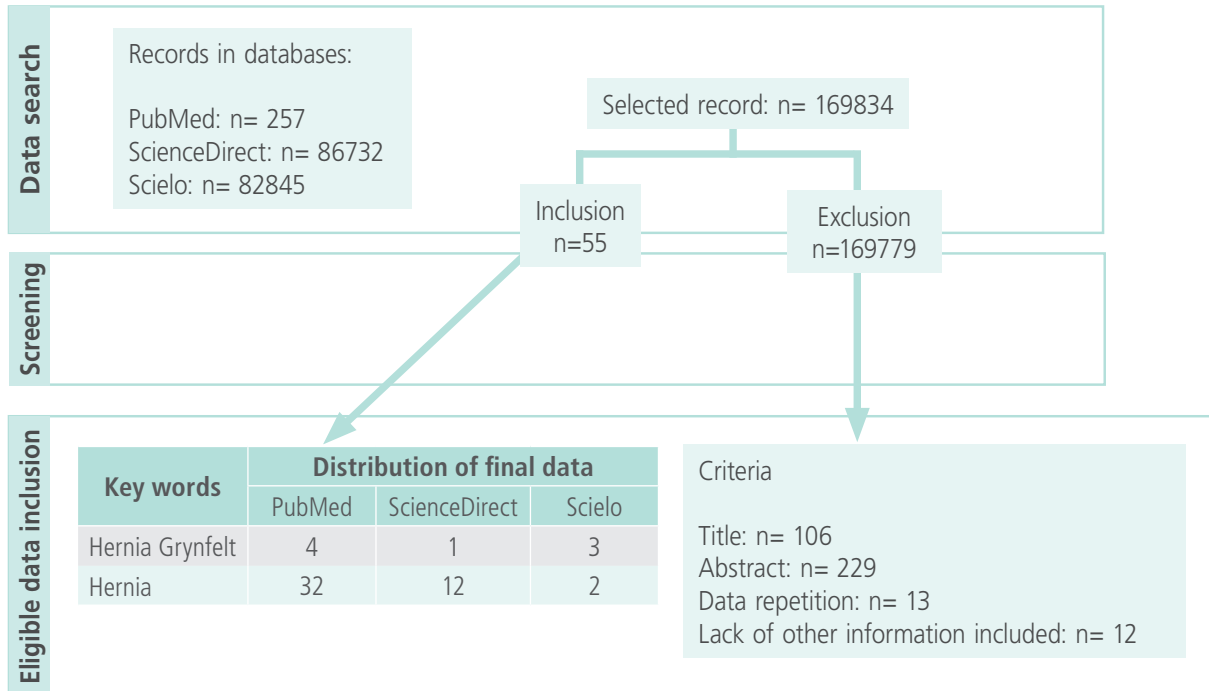 Data search
Records in databases:
PubMed: n= 257
ScienceDirect: n= 86732
Scielo: n= 82845
Selected record: n= 169834
Inclusion
n=55
Exclusion
n=169779
Screening
Eligible data inclusion
Key words
Distribution of final data
PubMed ScienceDirect Scielo
Hernia Grynfelt 4 1 3
Hernia 32 12 2
Criteria
Title: n= 106
Abstract: n= 229
Data repetition: n= 13
Lack of other information included: n= 12